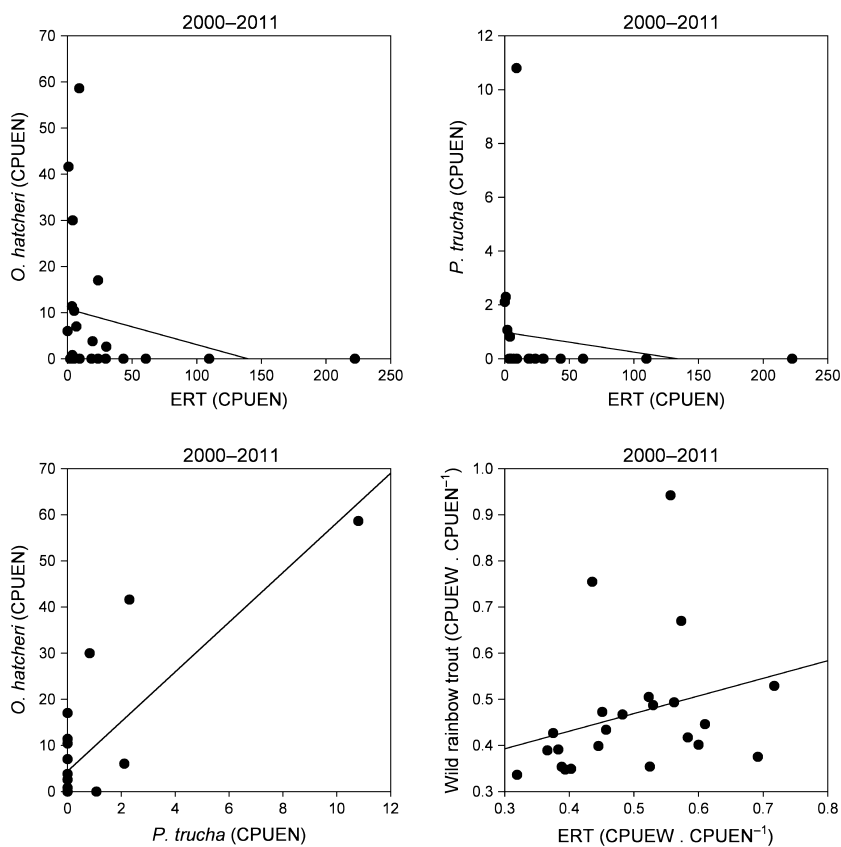 2000–2011
70
60
50
40
30
20
10
0
O. hatcheri (CPUEN)
0 50 100 150 200 250
ERT (CPUEN)
2000–2011
12
10
8
6
4
2
0
P. trucha (CPUEN)
0 50 100 150 200 250
ERT (CPUEN)
2000–2011
70
60
50
40
30
20
10
0
O. hatcheri (CPUEN)
0 2 4 6 8 10 12
P. trucha (CPUEN)
2000–2011
1.0
0.9
0.8
0.7
0.6
0.5
0.4
0.3
Wild rainbow trout (CPUEW . CPUEN⁻¹)
0.3 0.4 0.5 0.6 0.7 0.8
ERT (CPUEW . CPUEN⁻¹)